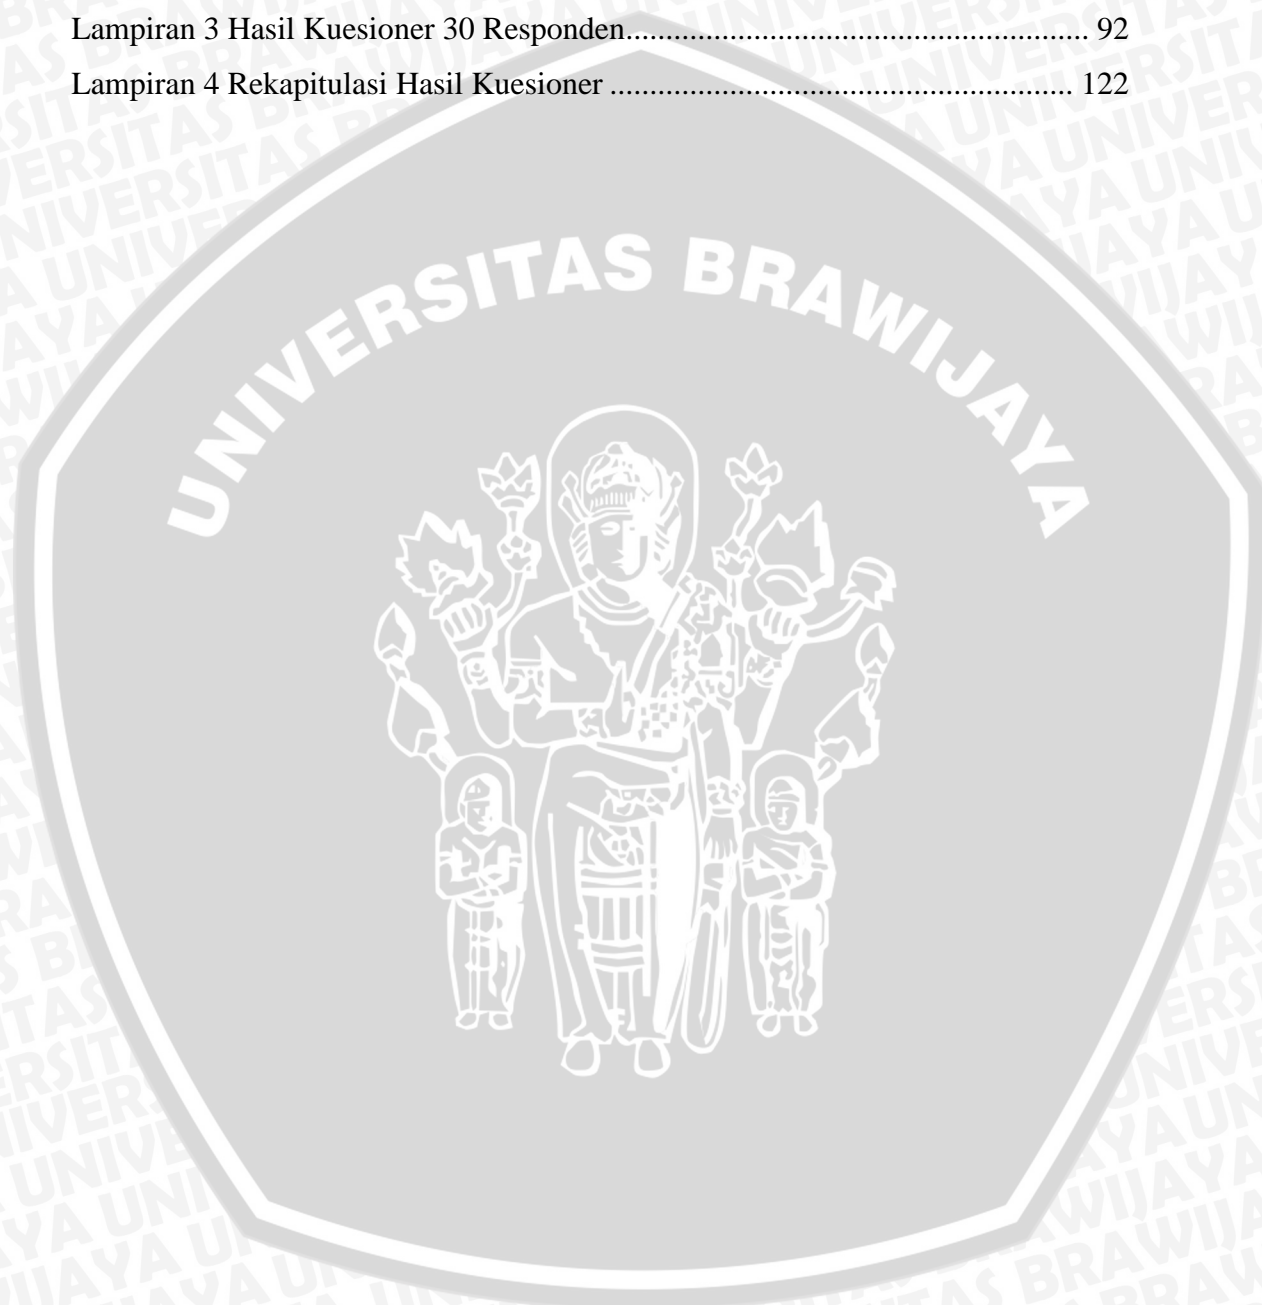 Lampiran 3 Hasil Kuesioner 30 Responden.......................................................... 92
Lampiran 4 Rekapitulasi Hasil Kuesioner .......................................................... 122
UNIVERSITAS BRAWIJAYA